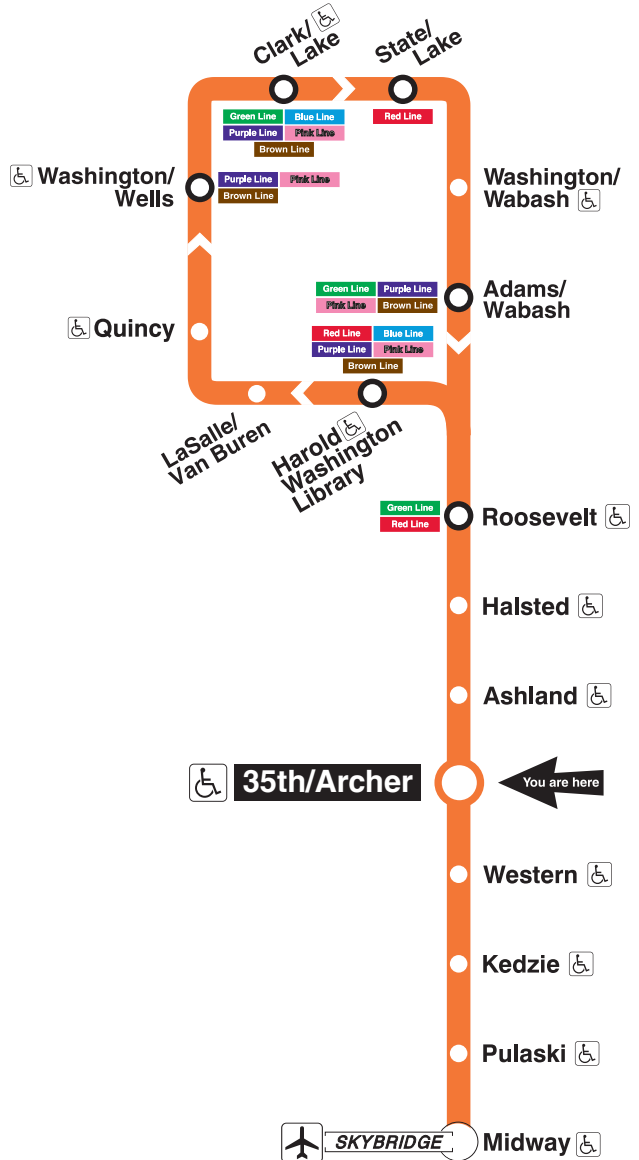 Clark/
Lake
State/
Lake
Green Line Blue Line
Purple Line Pink Line
Brown Line
Red Line
Washington/
Wells
Purple Line Pink Line
Brown Line
Washington/
Wabash
Green Line Purple Line
Pink Line Brown Line
Adams/
Wabash
Quincy
Red Line Blue Line
Purple Line Pink Line
Brown Line
LaSalle/
Van Buren
Harold
Washington
Library
Green Line
Red Line
Roosevelt
Halsted
Ashland
35th/Archer
You are here
Western
Kedzie
Pulaski
SKYBRIDGE
Midway